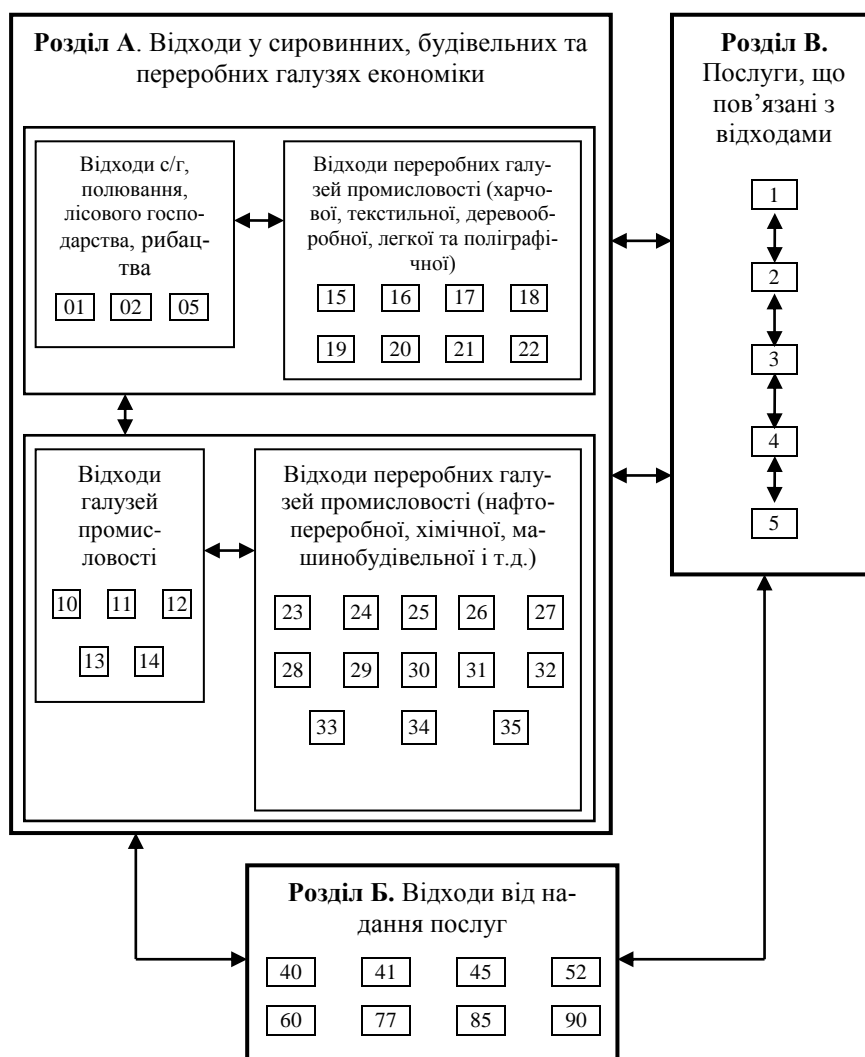 Розділ А. Відходи у сировинних, будівельних та
переробних галузях економіки
Відходи с/г,
полювання,
лісового госпо-
дарства, рибац-
тва
01 02 05
Відходи переробних галу-
зей промисловості (харчо-
вої, текстильної, деревооб-
робної, легкої та поліграфі-
чної)
15 16 17 18
19 20 21 22
Відходи
галузей
промис-
ловості
10 11 12
13 14
Відходи переробних галу-
зей промисловості (нафто-
переробної, хімічної, ма-
шинобудівельної і т.д.)
23 24 25 26 27
28 29 30 31 32
33 34 35
Розділ В.
Послуги, що
пов’язані з
відходами
1
2
3
4
5
Розділ Б. Відходи від на-
дання послуг
40 41 45 52
60 77 85 90